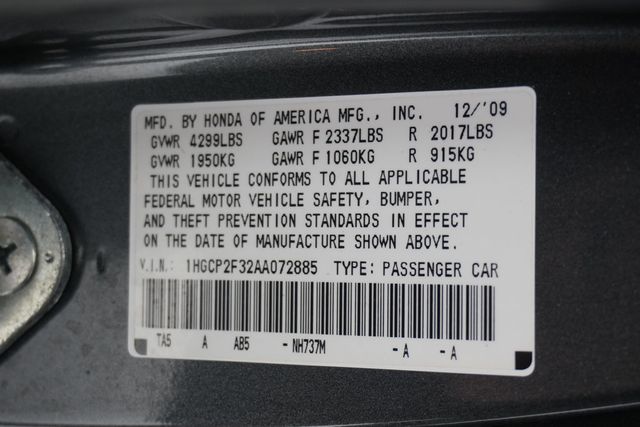 MFD. BY HONDA OF AMERICA MFG., INC. 12/'09
GVWR 4299LBS GAWR F 2337LBS R 2017LBS
GVWR 1950KG GAWR F 1060KG R 915KG
THIS VEHICLE CONFORMS TO ALL APPLICABLE
FEDERAL MOTOR VEHICLE SAFETY, BUMPER,
AND THEFT PREVENTION STANDARDS IN EFFECT
ON THE DATE OF MANUFACTURE SHOWN ABOVE.
V.I.N.: 1HGCP2F32AA072885 TYPE: PASSENGER CAR
TA5 A AB5 - NH737M - A - A